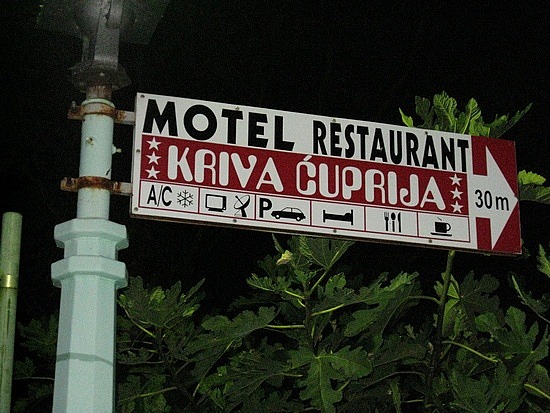 MOTEL RESTAURANT
KRIVA ĆUPRIJA
30 m
A/C P